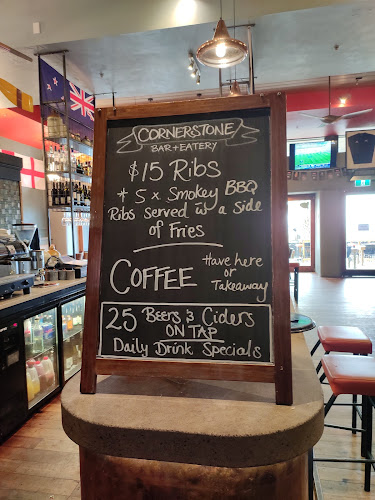 CORNERSTONE
BAR + EATERY
$15 RIBS
* 5 x Smokey BBQ
Ribs Served w a side
of Fries
COFFEE Have here
or
Takeaway
25 Beers & Ciders
ON TAP
Daily Drink Specials